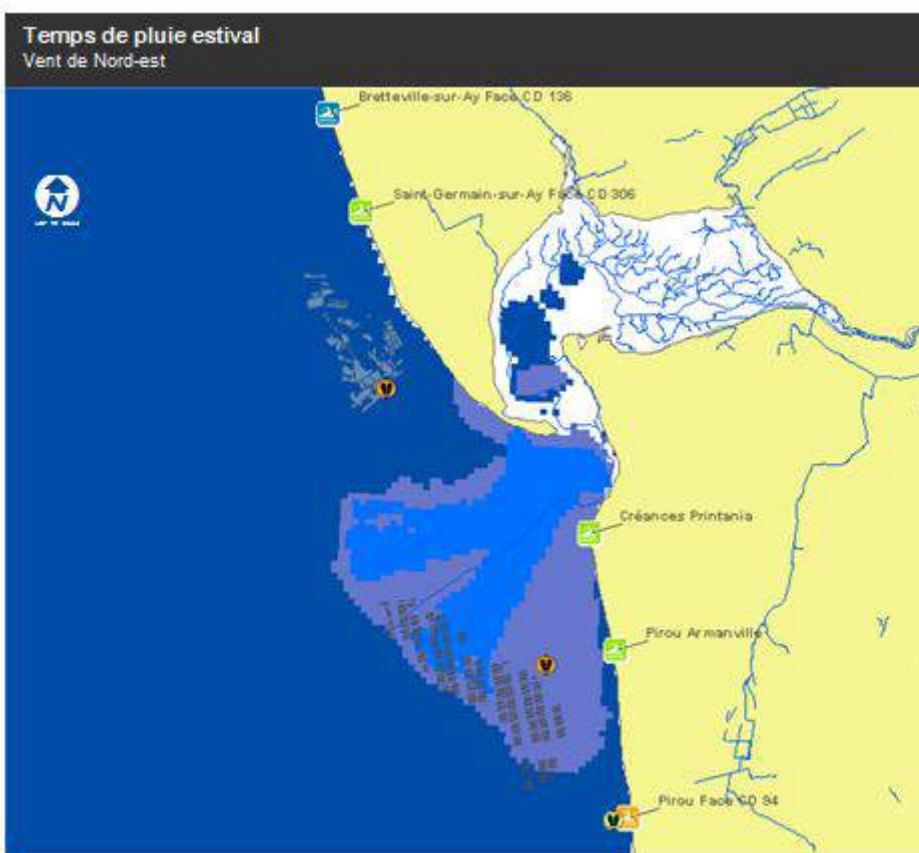 Temps de pluie estival
Vent de Nord-est
Bretteville-sur-Ay Face CD 136
Saint-Germain-sur-Ay Face CD 306
N
Créances Printania
Pirou Armanville
Pirou Face CD 94